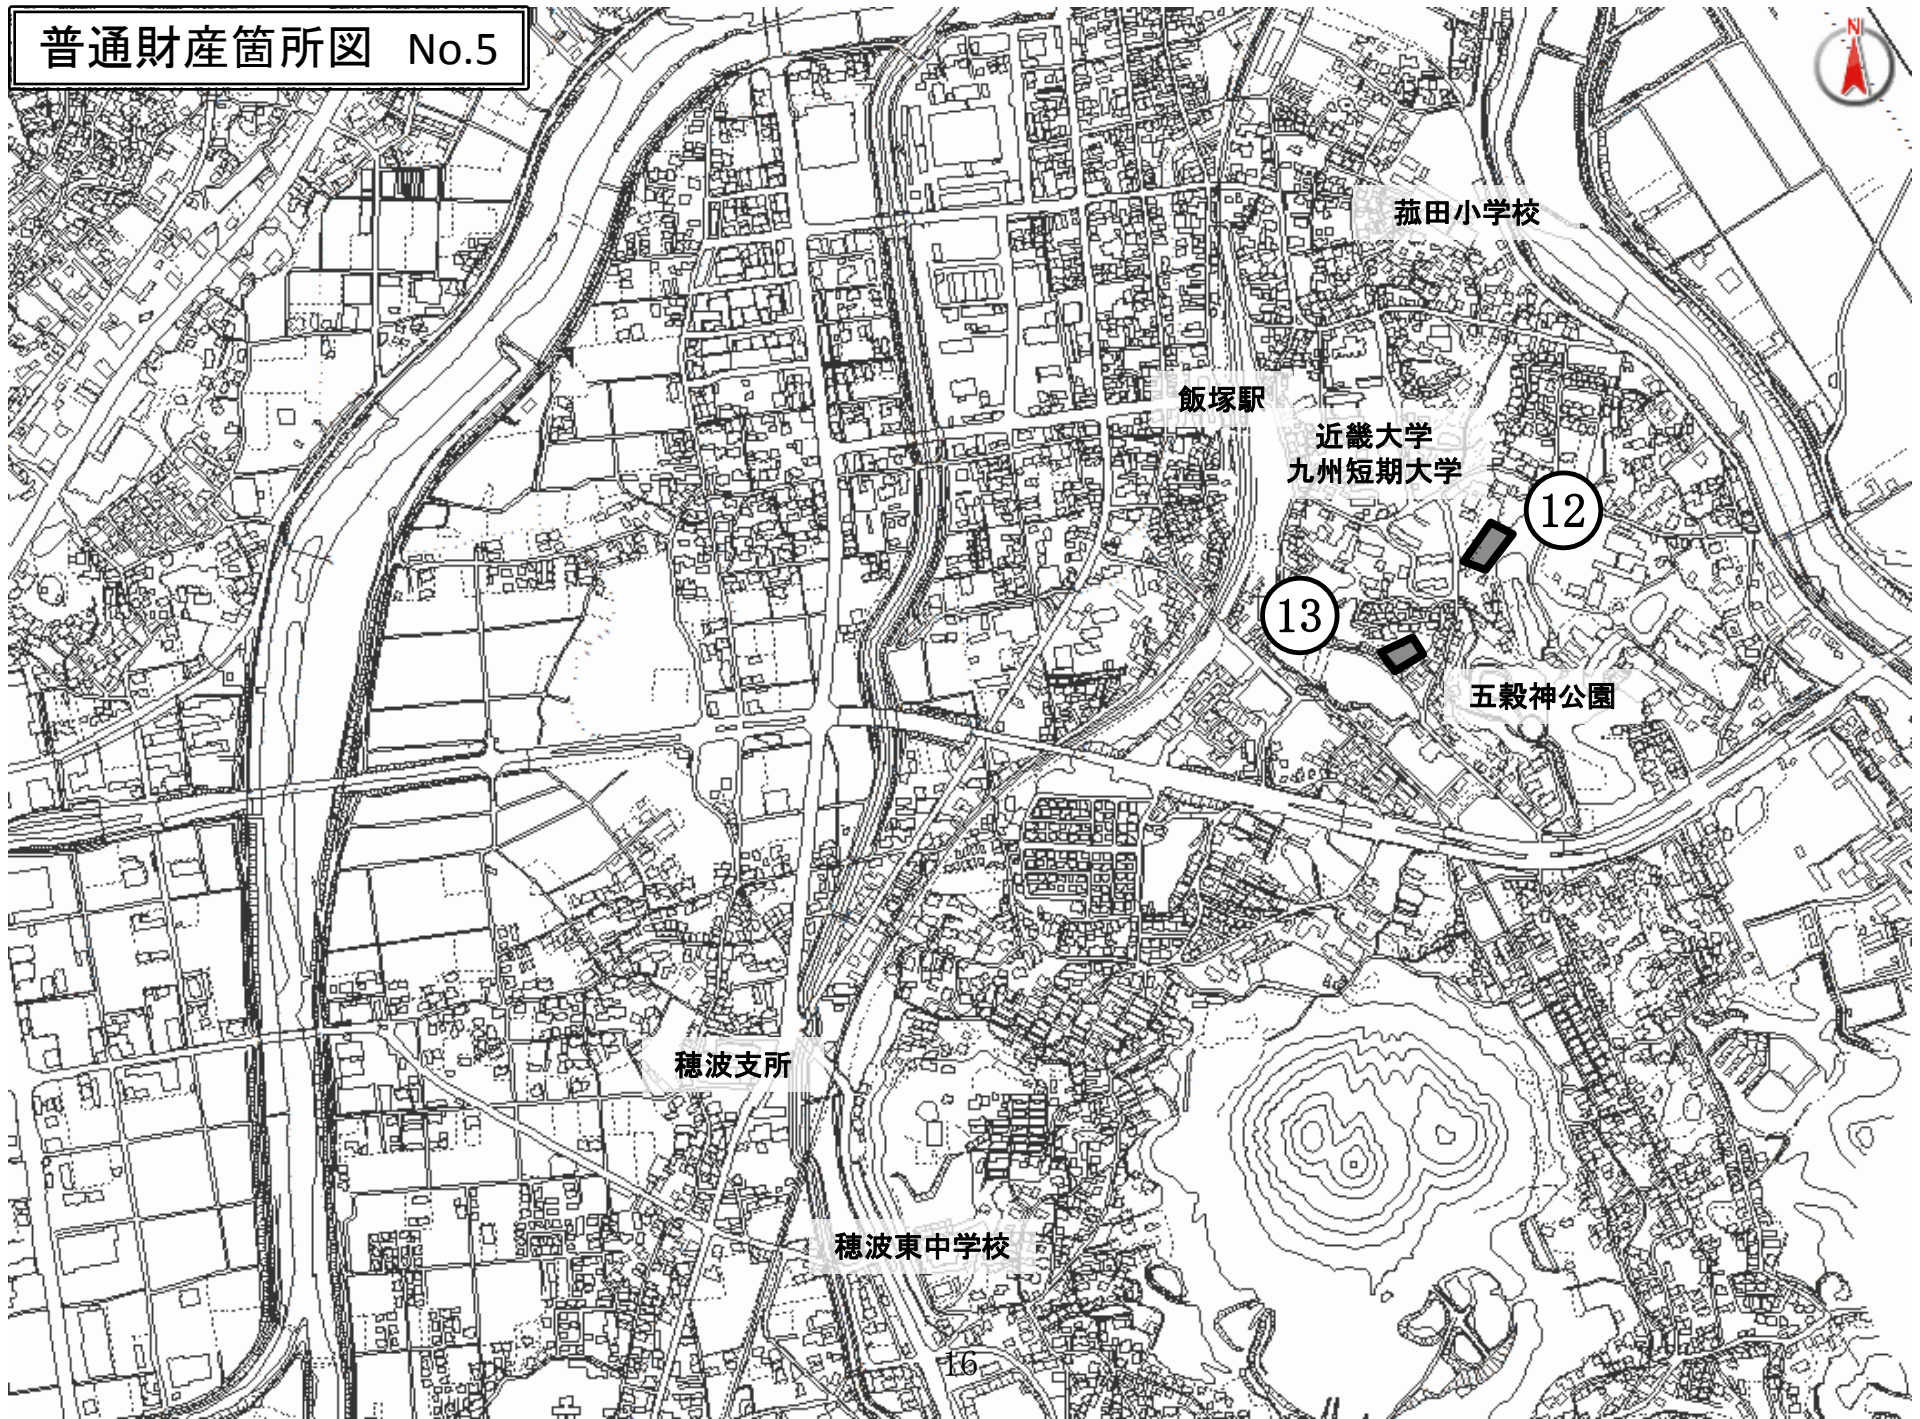 普通財産箇所図 No.5
N
菰田小学校
飯塚駅
近畿大学
九州短期大学
12
13
五穀神公園
穂波支所
穂波東中学校
16